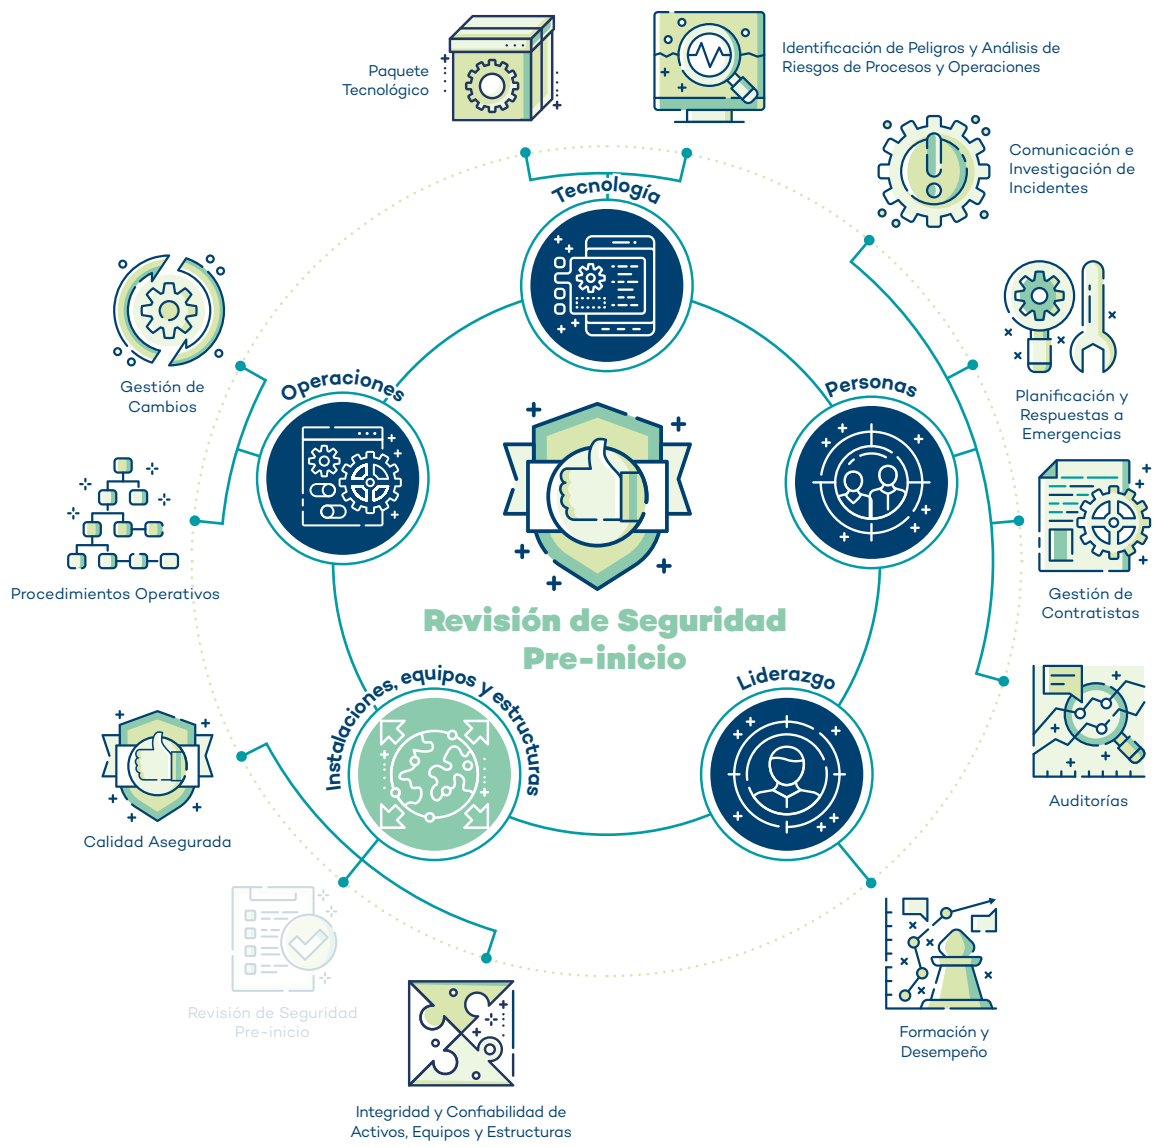 Paquete
Tecnológico
Identificación de Peligros y Análisis de
Riesgos de Procesos y Operaciones
Comunicación e
Investigación de
Incidentes
Tecnología
Gestión de
Cambios
Operaciones
Personas
Planificación y
Respuestas a
Emergencias
Procedimientos Operativos
Gestión de
Contratistas
Revisión de Seguridad
Pre-inicio
Instalaciones, equipos y estructuras
Liderazgo
Calidad Asegurada
Auditorías
Revisión de Seguridad
Pre-inicio
Formación y
Desempeño
Integridad y Confiabilidad de
Activos, Equipos y Estructuras